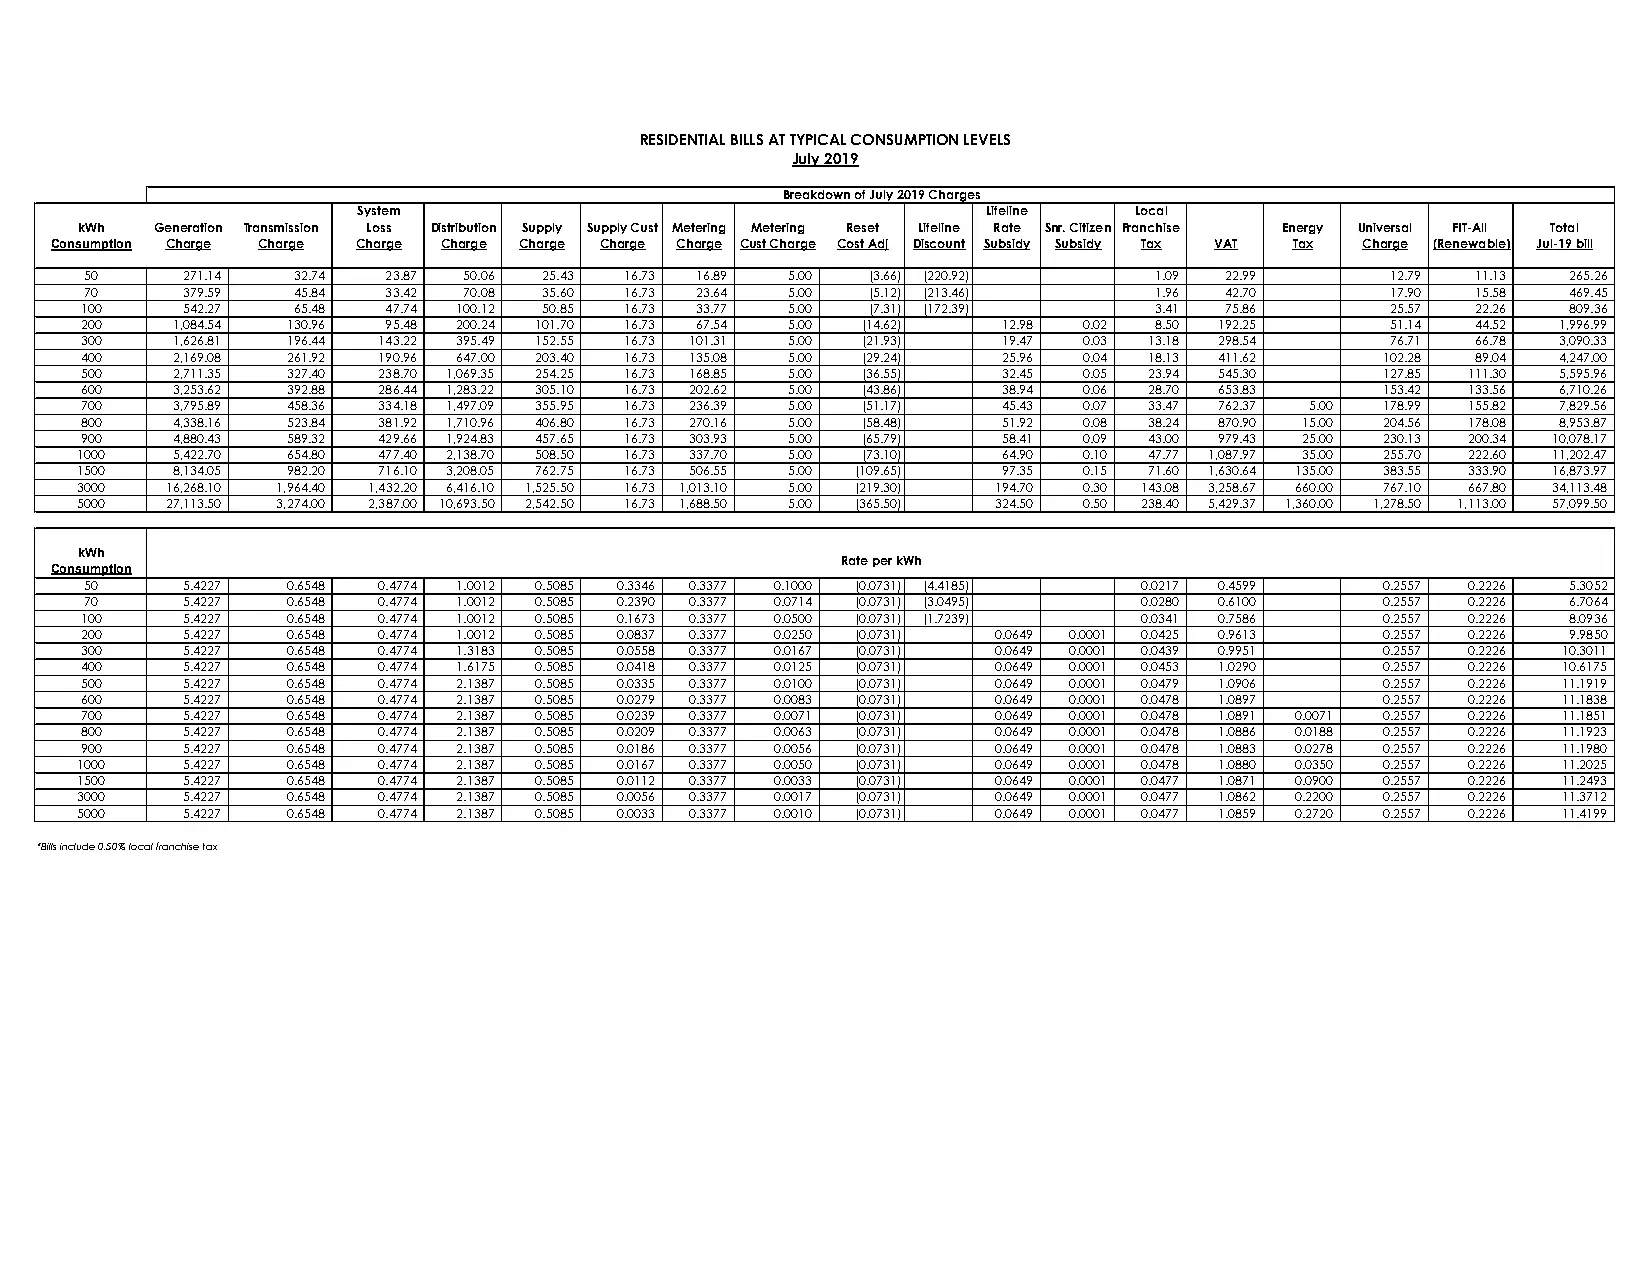 RESIDENTIAL BILLS AT TYPICAL CONSUMPTION LEVELS
July 2019
Breakdown of July 2019 Charges
kWh Consumption Generation Charge Transmission Charge System Loss Charge Distribution Charge Supply Charge Supply Cust Charge Metering Charge Metering Cust Charge Reset Cost Adj Lifeline Discount Lifeline Rate Subsidy Snr. Citizen Subsidy Local Franchise Tax VAT Energy Tax Universal Charge FIT-All (Renewable) Total Jul-19 bill
50 271.14 32.74 23.87 50.06 25.43 16.73 16.89 5.00 (3.66) (220.92) 1.09 22.99 12.79 11.13 265.26
70 379.59 45.84 33.42 70.08 35.60 16.73 23.64 5.00 (5.12) (213.46) 1.96 42.70 17.90 15.58 469.45
100 542.27 65.48 47.74 100.12 50.85 16.73 33.77 5.00 (7.31) (172.39) 3.41 75.86 25.57 22.26 809.36
200 1,084.54 130.96 95.48 200.24 101.70 16.73 67.54 5.00 (14.62) 12.98 0.02 8.50 192.25 51.14 44.52 1,996.99
300 1,626.81 196.44 143.22 395.49 152.55 16.73 101.31 5.00 (21.93) 19.47 0.03 13.18 298.54 76.71 66.78 3,090.33
400 2,169.08 261.92 190.96 647.00 203.40 16.73 135.08 5.00 (29.24) 25.96 0.04 18.13 411.62 102.28 89.04 4,247.00
500 2,711.35 327.40 238.70 1,069.35 254.25 16.73 168.85 5.00 (36.55) 32.45 0.05 23.94 545.30 127.85 111.30 5,595.96
600 3,253.62 392.88 286.44 1,283.22 305.10 16.73 202.62 5.00 (43.86) 38.94 0.06 28.70 653.83 153.42 133.56 6,710.26
700 3,795.89 458.36 334.18 1,497.09 355.95 16.73 236.39 5.00 (51.17) 45.43 0.07 33.47 762.37 5.00 178.99 155.82 7,829.56
800 4,338.16 523.84 381.92 1,710.96 406.80 16.73 270.16 5.00 (58.48) 51.92 0.08 38.24 870.90 15.00 204.56 178.08 8,953.87
900 4,880.43 589.32 429.66 1,924.83 457.65 16.73 303.93 5.00 (65.79) 58.41 0.09 43.00 979.43 25.00 230.13 200.34 10,078.17
1000 5,422.70 654.80 477.40 2,138.70 508.50 16.73 337.70 5.00 (73.10) 64.90 0.10 47.77 1,087.97 35.00 255.70 222.60 11,202.47
1500 8,134.05 982.20 716.10 3,208.05 762.75 16.73 506.55 5.00 (109.65) 97.35 0.15 71.60 1,630.64 135.00 383.55 333.90 16,873.97
3000 16,268.10 1,964.40 1,432.20 6,416.10 1,525.50 16.73 1,013.10 5.00 (219.30) 194.70 0.30 143.08 3,258.67 660.00 767.10 667.80 34,113.48
5000 27,113.50 3,274.00 2,387.00 10,693.50 2,542.50 16.73 1,688.50 5.00 (365.50) 324.50 0.50 238.40 5,429.37 1,360.00 1,278.50 1,113.00 57,099.50
kWh Consumption Rate per kWh
50 5.4227 0.6548 0.4774 1.0012 0.5085 0.3346 0.3377 0.1000 (0.0731) (4.4185) 0.0217 0.4599 0.2557 0.2226 5.3052
70 5.4227 0.6548 0.4774 1.0012 0.5085 0.2390 0.3377 0.0714 (0.0731) (3.0495) 0.0280 0.6100 0.2557 0.2226 6.7064
100 5.4227 0.6548 0.4774 1.0012 0.5085 0.1673 0.3377 0.0500 (0.0731) (1.7239) 0.0341 0.7586 0.2557 0.2226 8.0936
200 5.4227 0.6548 0.4774 1.0012 0.5085 0.0837 0.3377 0.0250 (0.0731) 0.0649 0.0001 0.0425 0.9613 0.2557 0.2226 9.9850
300 5.4227 0.6548 0.4774 1.3183 0.5085 0.0558 0.3377 0.0167 (0.0731) 0.0649 0.0001 0.0439 0.9951 0.2557 0.2226 10.3011
400 5.4227 0.6548 0.4774 1.6175 0.5085 0.0418 0.3377 0.0125 (0.0731) 0.0649 0.0001 0.0453 1.0290 0.2557 0.2226 10.6175
500 5.4227 0.6548 0.4774 2.1387 0.5085 0.0335 0.3377 0.0100 (0.0731) 0.0649 0.0001 0.0479 1.0906 0.2557 0.2226 11.1919
600 5.4227 0.6548 0.4774 2.1387 0.5085 0.0279 0.3377 0.0083 (0.0731) 0.0649 0.0001 0.0478 1.0897 0.2557 0.2226 11.1838
700 5.4227 0.6548 0.4774 2.1387 0.5085 0.0239 0.3377 0.0071 (0.0731) 0.0649 0.0001 0.0478 1.0891 0.0071 0.2557 0.2226 11.1851
800 5.4227 0.6548 0.4774 2.1387 0.5085 0.0209 0.3377 0.0063 (0.0731) 0.0649 0.0001 0.0478 1.0886 0.0188 0.2557 0.2226 11.1923
900 5.4227 0.6548 0.4774 2.1387 0.5085 0.0186 0.3377 0.0056 (0.0731) 0.0649 0.0001 0.0478 1.0883 0.0278 0.2557 0.2226 11.1980
1000 5.4227 0.6548 0.4774 2.1387 0.5085 0.0167 0.3377 0.0050 (0.0731) 0.0649 0.0001 0.0478 1.0880 0.0350 0.2557 0.2226 11.2025
1500 5.4227 0.6548 0.4774 2.1387 0.5085 0.0112 0.3377 0.0033 (0.0731) 0.0649 0.0001 0.0477 1.0871 0.0900 0.2557 0.2226 11.2493
3000 5.4227 0.6548 0.4774 2.1387 0.5085 0.0056 0.3377 0.0017 (0.0731) 0.0649 0.0001 0.0477 1.0862 0.2200 0.2557 0.2226 11.3712
5000 5.4227 0.6548 0.4774 2.1387 0.5085 0.0033 0.3377 0.0010 (0.0731) 0.0649 0.0001 0.0477 1.0859 0.2720 0.2557 0.2226 11.4199
*Bills include 0.50% local franchise tax